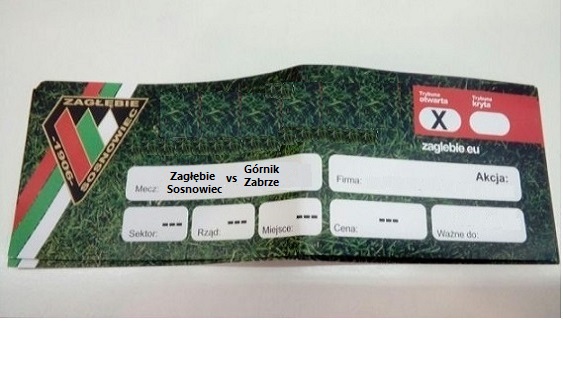 ZAGŁĘBIE
SOSNOWIEC
1906
Trybuna
otwarta
Trybuna
kryta
X
zaglebie eu
Mecz:
Zagłębie
Sosnowiec
vs
Górnik
Zabrze
Firma:
Akcja:
Sektor: ---
Rząd: ---
Miejsce: ---
Cena: ---
Ważne do: